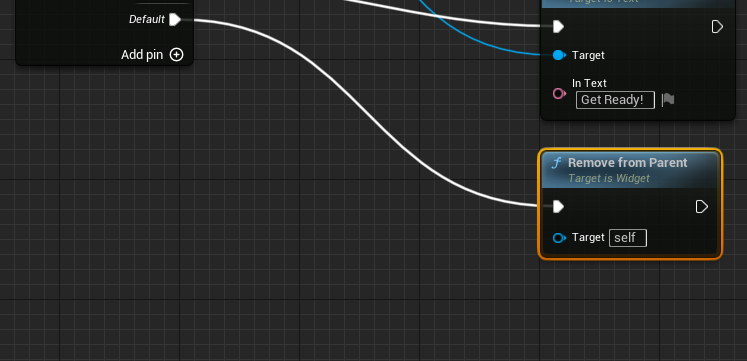 Target is Text
Default
Add pin
Target
In Text
Get Ready!
f Remove from Parent
Target is Widget
Target self